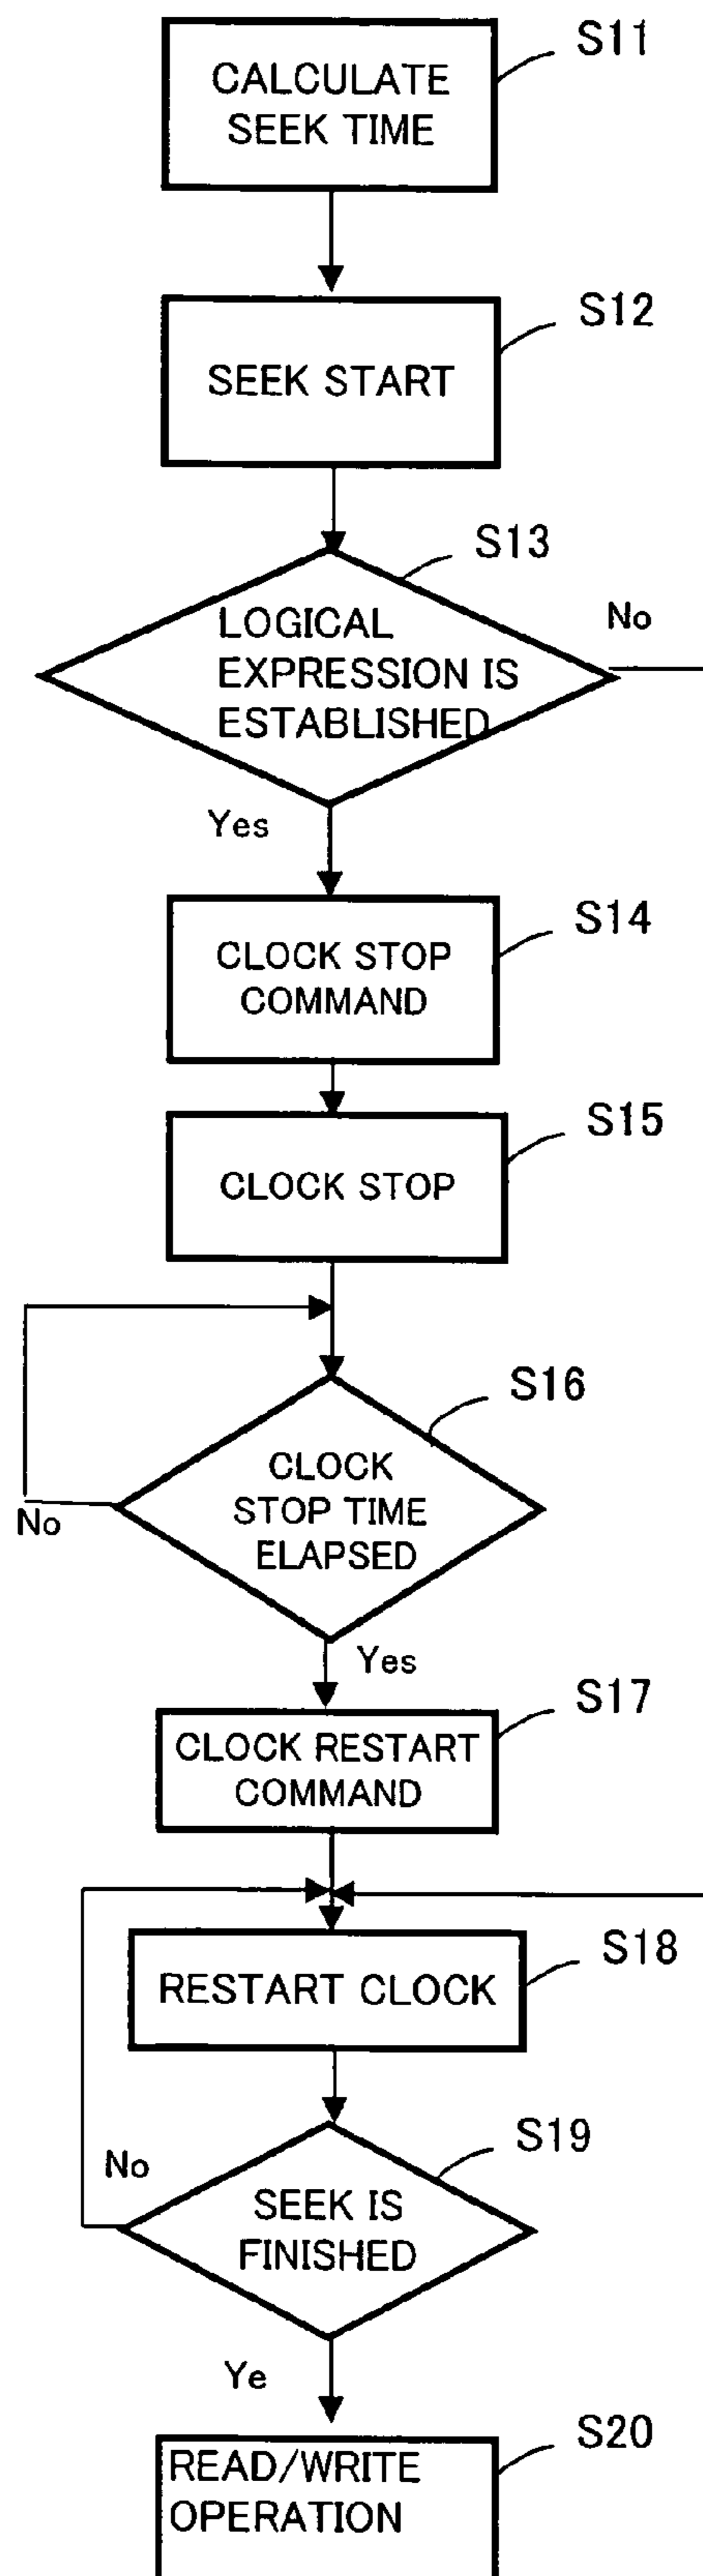 S11
CALCULATE
SEEK TIME
S12
SEEK START
S13
LOGICAL
EXPRESSION IS
ESTABLISHED
No
Yes
S14
CLOCK STOP
COMMAND
S15
CLOCK STOP
S16
CLOCK
STOP TIME
ELAPSED
No
Yes
S17
CLOCK RESTART
COMMAND
S18
RESTART CLOCK
S19
No
SEEK IS
FINISHED
Ye
S20
READ/WRITE
OPERATION